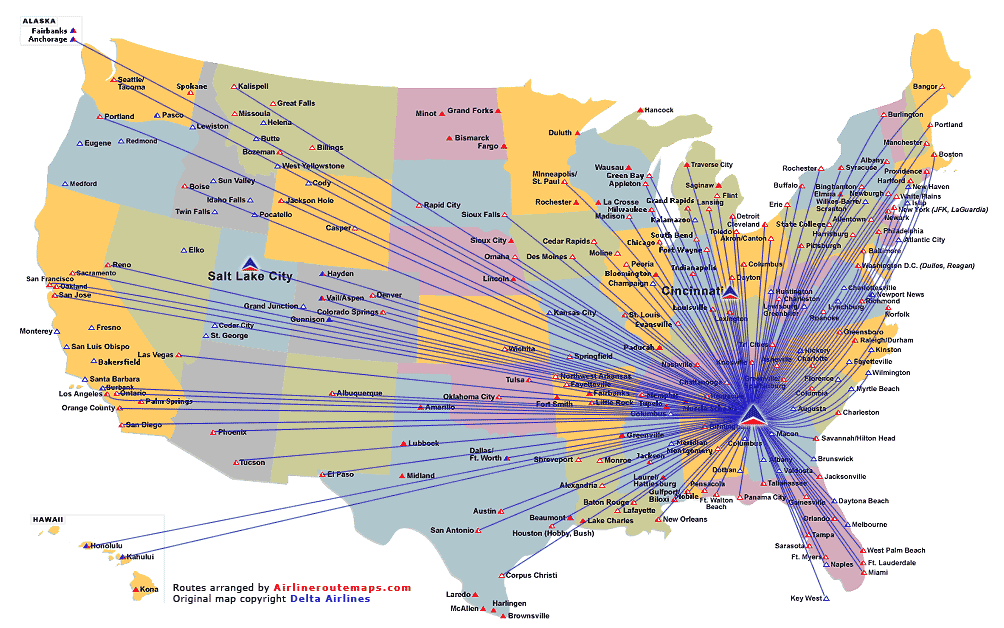 ALASKA
Fairbanks
Anchorage
Seattle/
Tacoma
Spokane
Kalispell
Great Falls
Portland
Pasco
Missoula
Helena
Lewiston
Eugene
Redmond
Butte
Bozeman
Billings
West Yellowstone
Medford
Boise
Sun Valley
Cody
Idaho Falls
Jackson Hole
Twin Falls
Pocatello
Casper
Elko
Salt Lake City
Reno
Sacramento
San Francisco
Oakland
San Jose
Hayden
Vail/Aspen
Denver
Grand Junction
Colorado Springs
Gunnison
Monterey
Fresno
Cedar City
St. George
San Luis Obispo
Bakersfield
Las Vegas
Santa Barbara
Burbank
Los Angeles
Ontario
Palm Springs
Orange County
San Diego
Phoenix
Tucson
Albuquerque
El Paso
Minot
Grand Forks
Bismarck
Fargo
Duluth
Hancock
Minneapolis/
St. Paul
Rochester
Rapid City
Sioux Falls
Sioux City
Omaha
Lincoln
Des Moines
Cedar Rapids
Moline
Wausau
Green Bay
Appleton
La Crosse
Milwaukee
Madison
Traverse City
Saginaw
Flint
Grand Rapids
Lansing
Kalamazoo
Detroit
Cleveland
Toledo
Akron/Canton
South Bend
Chicago
Fort Wayne
Peoria
Bloomington
Champaign
Indianapolis
Columbus
Dayton
Cincinnati
Kansas City
St. Louis
Evansville
Louisville
Lexington
Wichita
Springfield
Paducah
Nashville
Tulsa
Northwest Arkansas
Fayetteville
Fort Smith
Fairbanks
Little Rock
Memphis
Tupelo
Columbus
Oklahoma City
Amarillo
Lubbock
Midland
Dallas/
Ft. Worth
Shreveport
Monroe
Greenville
Jackson
Meridian
Montgomery
Laurel/
Hattiesburg
Gulfport/
Biloxi
Mobile
Pensacola
Ft. Walton
Beach
Panama City
Alexandria
Baton Rouge
Lafayette
New Orleans
Lake Charles
Beaumont
Houston (Hobby, Bush)
Austin
San Antonio
Corpus Christi
Laredo
McAllen
Harlingen
Brownsville
Bangor
Burlington
Portland
Manchester
Boston
Albany
Providence
Rochester
Syracuse
Hartford
Buffalo
Binghamton
Elmira
Newburgh
New Haven
White Plains
Islip
Wilkes-Barre/
Scranton
New York (JFK, LaGuardia)
Newark
Erie
State College
Allentown
Harrisburg
Philadelphia
Atlantic City
Pittsburgh
Baltimore
Washington D.C. (Dulles, Reagan)
Huntington
Charleston
Lewisburg/
Greenbrier
Charlottesville
Newport News
Richmond
Lynchburg
Roanoke
Norfolk
Tri Cities
Knoxville
Asheville
Hickory
Charlotte
Greensboro
Raleigh/Durham
Kinston
Fayetteville
Wilmington
Chattanooga
Greenville/
Spartanburg
Huntsville
Muscle Shoals
Birmingham
Florence
Columbia
Myrtle Beach
Augusta
Charleston
Macon
Columbus
Savannah/Hilton Head
Albany
Brunswick
Dothan
Valdosta
Tallahassee
Jacksonville
Gainesville
Daytona Beach
Orlando
Melbourne
Tampa
Sarasota
West Palm Beach
Ft. Myers
Naples
Ft. Lauderdale
Miami
Key West
HAWAII
Honolulu
Kahului
Kona
Routes arranged by Airlineroutemaps.com
Original map copyright Delta Airlines